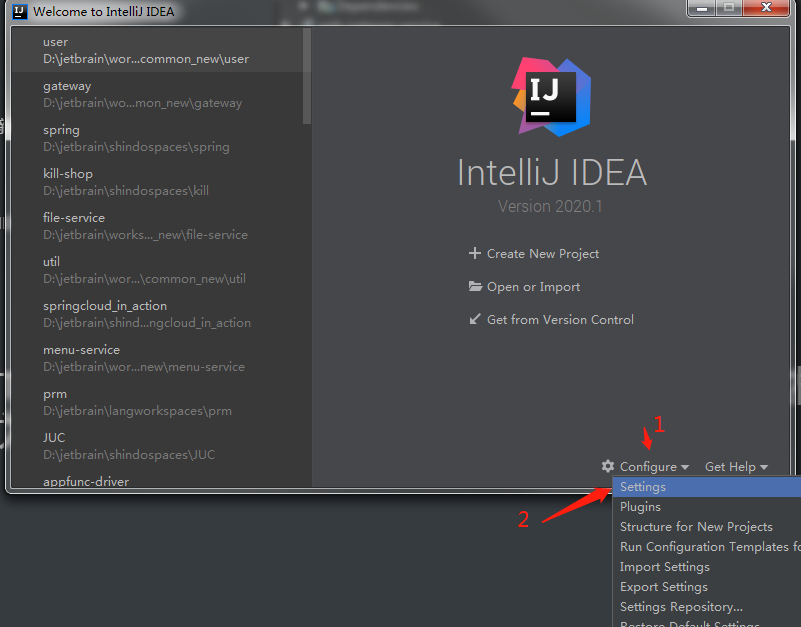 Welcome to IntelliJ IDEA
user
D:\jetbrain\wor...common_new\user
gateway
D:\jetbrain\wo...mon_new\gateway
spring
D:\jetbrain\shindospaces\spring
kill-shop
D:\jetbrain\shindospaces\kill
file-service
D:\jetbrain\works..._new\file-service
util
D:\jetbrain\wor...\common_new\util
springcloud_in_action
D:\jetbrain\shind...ngcloud_in_action
menu-service
D:\jetbrain\wor...new\menu-service
prm
D:\jetbrain\langworkspaces\prm
JUC
D:\jetbrain\shindospaces\JUC
appfunc-driver
IJ
IntelliJ IDEA
Version 2020.1
Create New Project
Open or Import
Get from Version Control
1
Configure
Get Help
2
Settings
Plugins
Structure for New Projects
Run Configuration Templates fo
Import Settings
Export Settings
Settings Repository...
Restore Default Settings